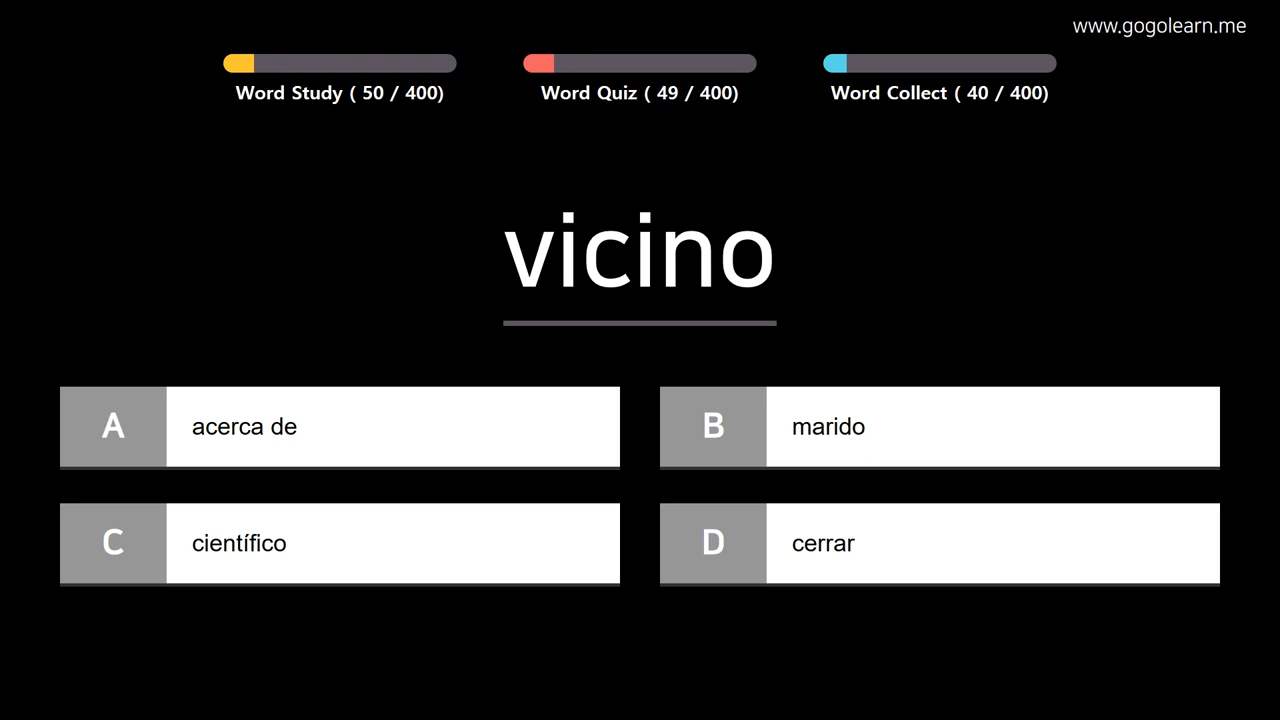 www.gogolearn.me
Word Study ( 50 / 400)
Word Quiz ( 49 / 400)
Word Collect ( 40 / 400)
vicino
A acerca de
B marido
C científico
D cerrar